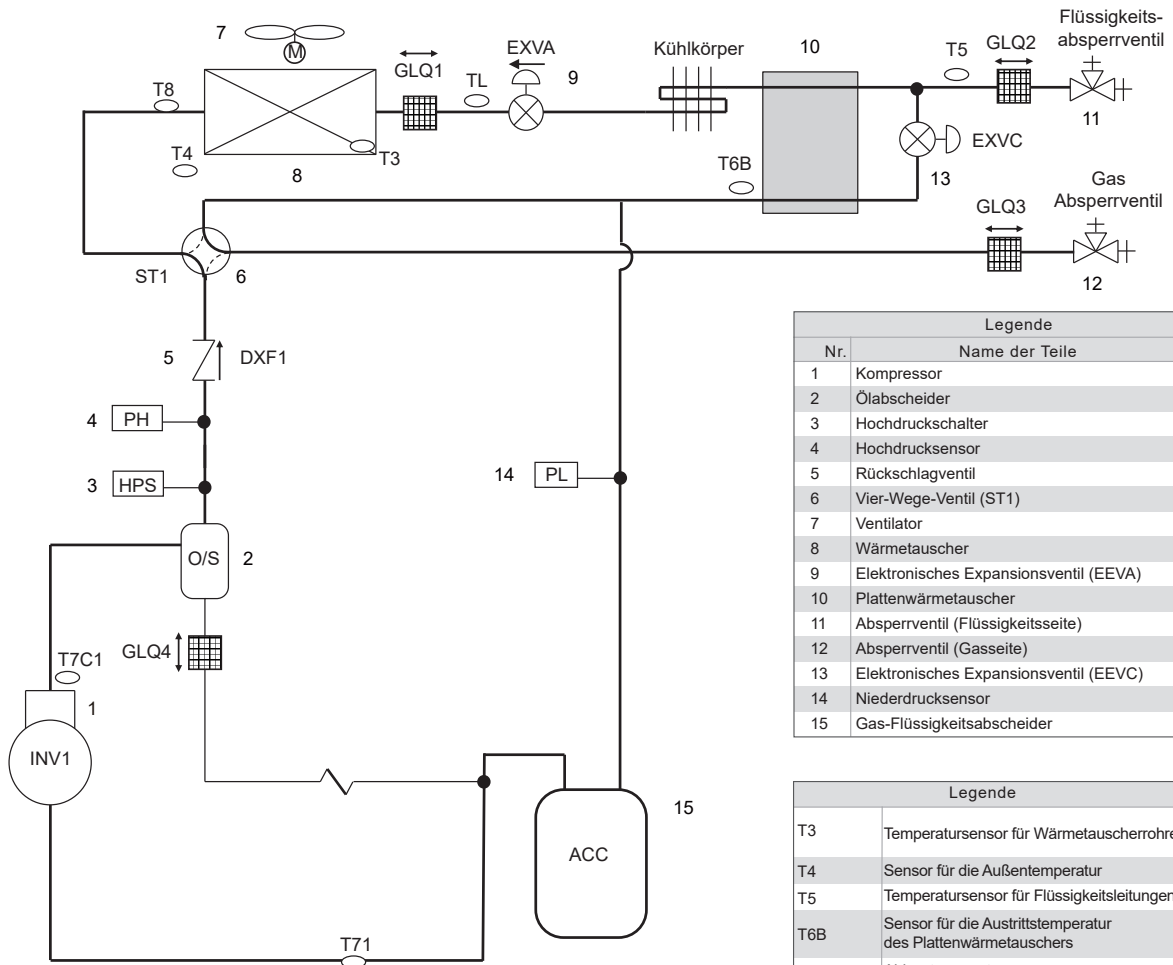 7
M
GLQ1
EXVA
TL
9
Kühlkörper
10
T5
GLQ2
Flüssigkeits-
absperrventil
11
T8
T4
T3
8
T6B
EXVC
13
GLQ3
Gas
Absperrventil
12
ST1
6
5
DXF1
4
PH
3
HPS
14
PL
O/S
2
GLQ4
T7C1
1
INV1
15
ACC
T71
Legende
Nr.
Name der Teile
1 Kompressor
2 Ölabscheider
3 Hochdruckschalter
4 Hochdrucksensor
5 Rückschlagventil
6 Vier-Wege-Ventil (ST1)
7 Ventilator
8 Wärmetauscher
9 Elektronisches Expansionsventil (EEVA)
10 Plattenwärmetauscher
11 Absperrventil (Flüssigkeitsseite)
12 Absperrventil (Gasseite)
13 Elektronisches Expansionsventil (EEVC)
14 Niederdrucksensor
15 Gas-Flüssigkeitsabscheider
Legende
T3 Temperatursensor für Wärmetauscherrohre
T4 Sensor für die Außentemperatur
T5 Temperatursensor für Flüssigkeitsleitungen
T6B Sensor für die Austrittstemperatur
des Plattenwärmetauschers